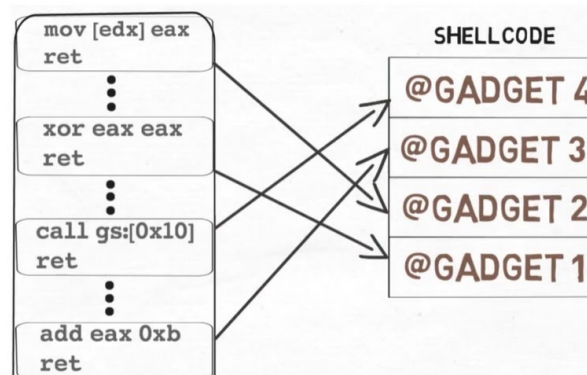 mov [edx] eax
ret
xor eax eax
ret
call gs:[0x10]
ret
add eax 0xb
ret
SHELLCODE
@GADGET 4
@GADGET 3
@GADGET 2
@GADGET 1